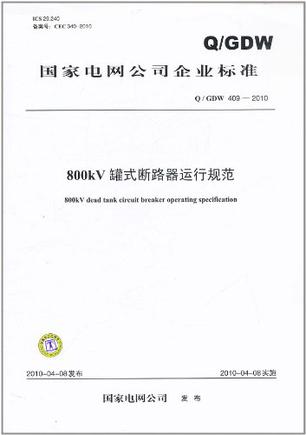 ICS 29.240
备案号：CEC 340-2010
Q/GDW
国家电网公司企业标准
Q / GDW 409 — 2010
800kV 罐式断路器运行规范
800kV dead tank circuit breaker operating specification
2010-04-08发布
2010-04-08实施
国家电网公司 发 布